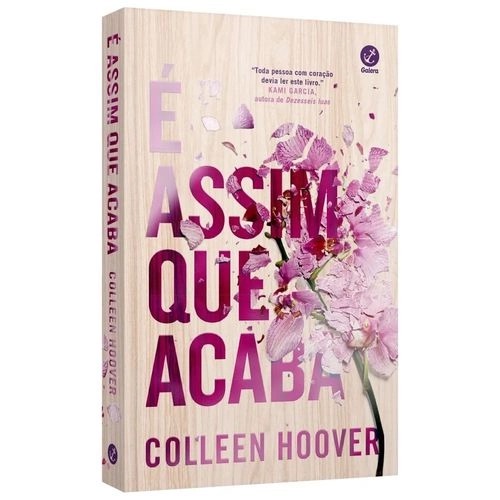 É ASSIM QUE ACABA
COLLEEN HOOVER
Galera
"Toda pessoa com coração
devia ler este livro."
KAMI GARCIA,
autora de Dezesseis luas
É
ASSIM
QUE
ACABA
COLLEEN HOOVER